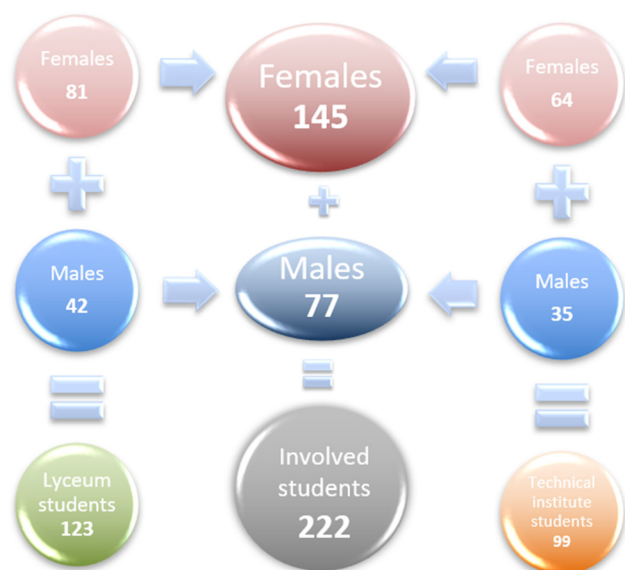 Females
81
Females
145
Females
64
+
+
+
Males
42
Males
77
Males
35
=
=
=
Lyceum
students
123
Involved
students
222
Technical
institute
students
99